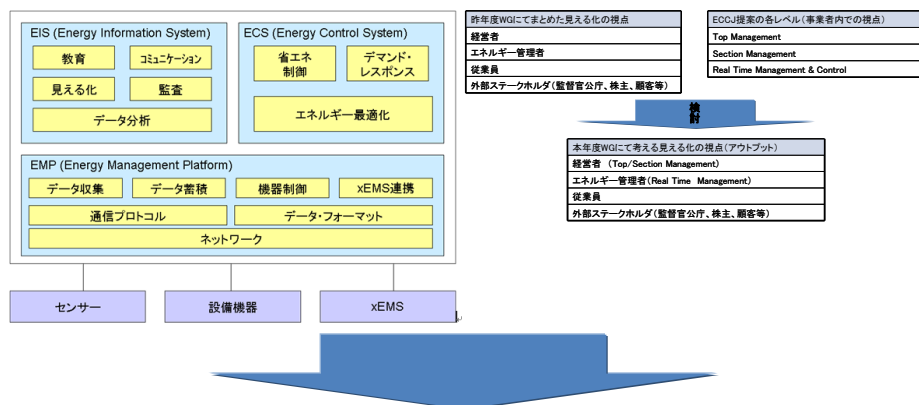 EIS (Energy Information System)
教育
コミュニケーション
見える化
監査
データ分析
ECS (Energy Control System)
省エネ
制御
デマンド・
レスポンス
エネルギー最適化
EMP (Energy Management Platform)
データ収集
データ蓄積
機器制御
xEMS連携
通信プロトコル
データ・フォーマット
ネットワーク
センサー
設備機器
xEMS
昨年度WGにてまとめた見える化の視点
経営者
エネルギー管理者
従業員
外部ステークホルダ(監督官公庁、株主、顧客等)
ECCJ提案の各レベル(事業者内での視点)
Top Management
Section Management
Real Time Management & Control
検討
本年度WGにて考える見える化の視点(アウトプット)
経営者 (Top/Section Management)
エネルギー管理者(Real Time Management)
従業員
外部ステークホルダ(監督官公庁、株主、顧客等)